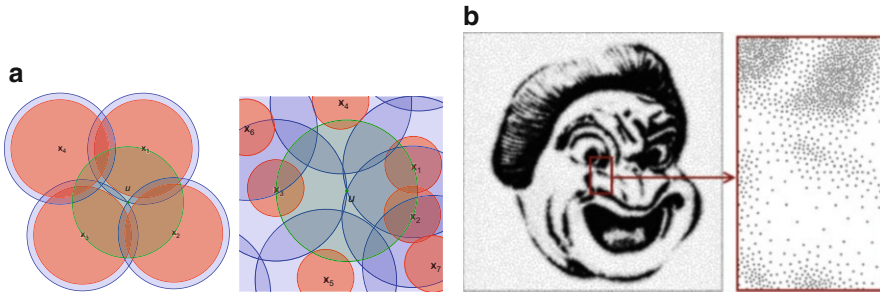 a
x₄
x₁
u
x₃
x₂
x₄
x₆
x₁
x₃
u
x₂
x₅
x₇
b